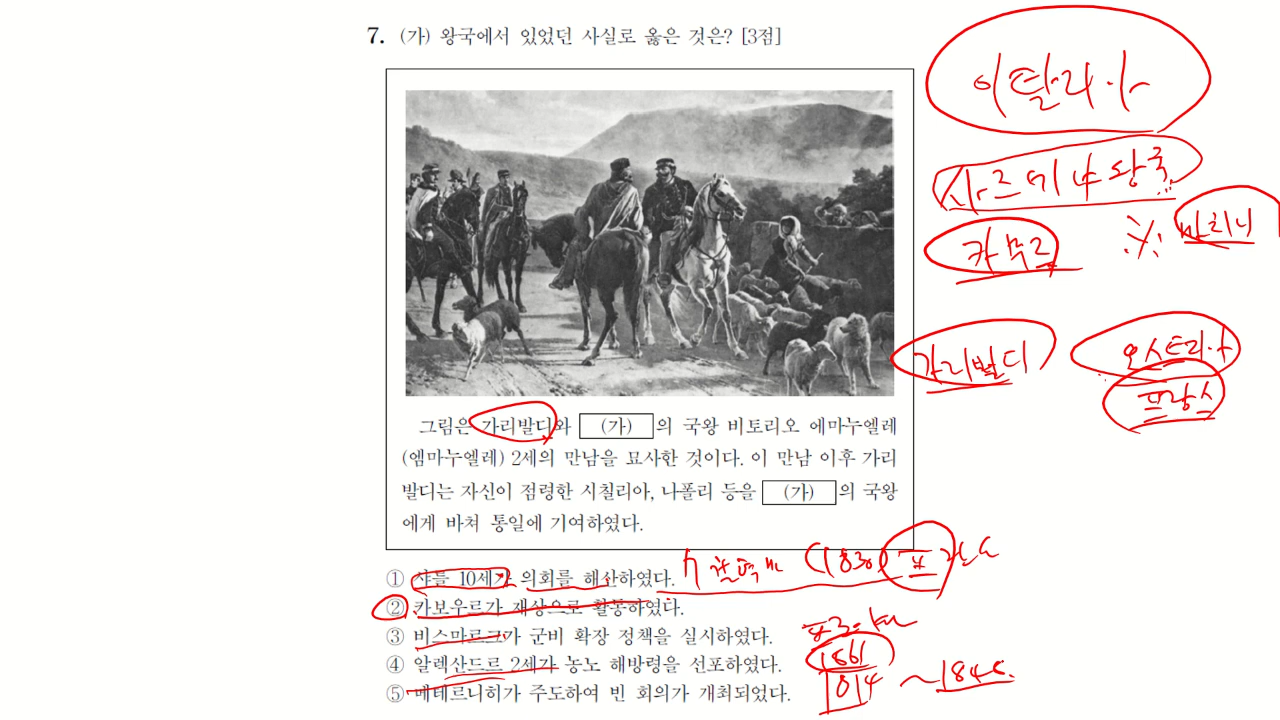 7. (가) 왕국에서 있었던 사실로 옳은 것은? [3점]
그림은 가리발디와 (가) 의 국왕 비토리오 에마누엘레
(엠마누엘레) 2세의 만남을 묘사한 것이다. 이 만남 이후 가리
발디는 자신이 점령한 시칠리아, 나폴리 등을 (가) 의 국왕
에게 바쳐 통일에 기여하였다.
① 샤를 10세가 의회를 해산하였다.
② 카보우르가 재상으로 활동하였다.
③ 비스마르크가 군비 확장 정책을 실시하였다.
④ 알렉산드르 2세가 농노 해방령을 선포하였다.
⑤ 메테르니히가 주도하여 빈 회의가 개최되었다.
이탈리아
사르데냐 왕국
카부르
※ 마치니
가리발디
오스트리아
프랑스
7월혁명 (1830) 프
1861
1814 ~ 1848